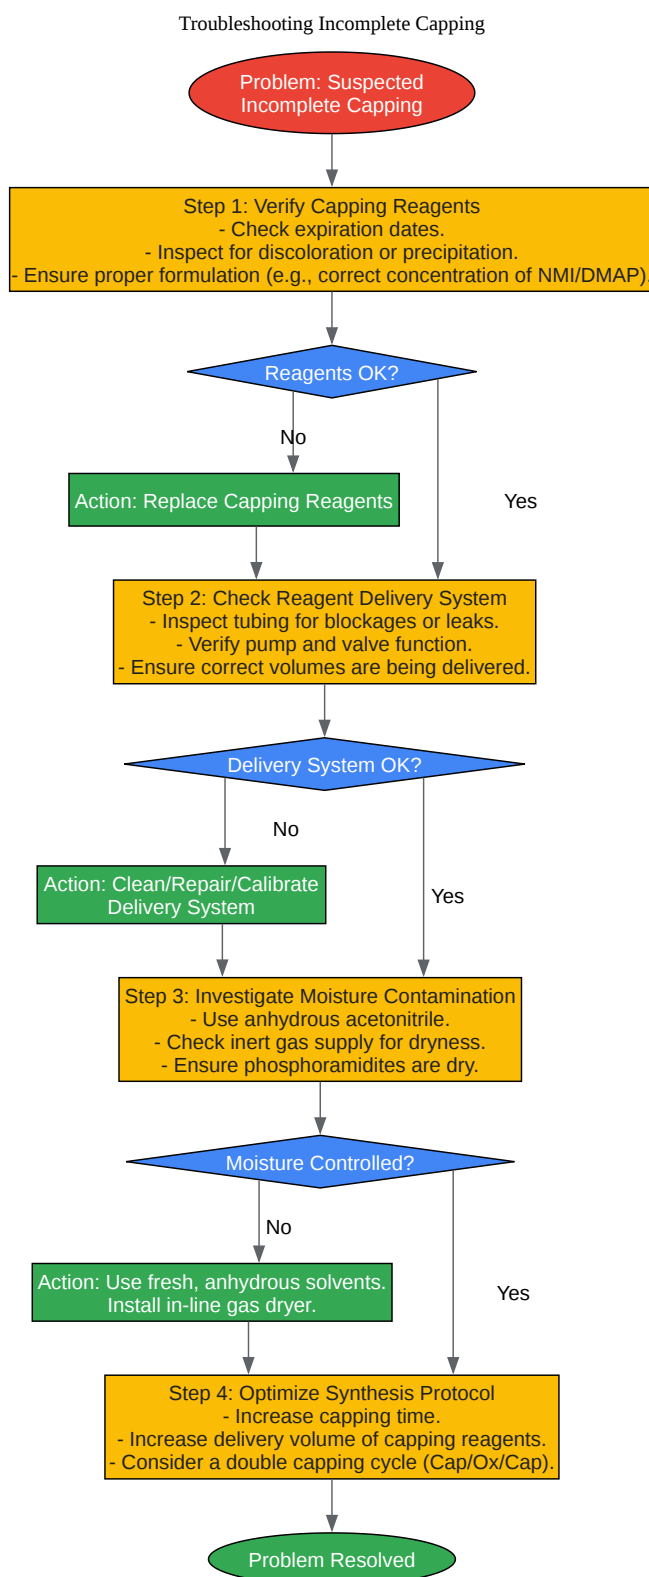 Troubleshooting Incomplete Capping
Problem: Suspected
Incomplete Capping
Step 1: Verify Capping Reagents
- Check expiration dates.
- Inspect for discoloration or precipitation.
- Ensure proper formulation (e.g., correct concentration of NMI/DMAP).
Reagents OK?
No
Action: Replace Capping Reagents
Yes
Step 2: Check Reagent Delivery System
- Inspect tubing for blockages or leaks.
- Verify pump and valve function.
- Ensure correct volumes are being delivered.
Delivery System OK?
No
Action: Clean/Repair/Calibrate
Delivery System
Yes
Step 3: Investigate Moisture Contamination
- Use anhydrous acetonitrile.
- Check inert gas supply for dryness.
- Ensure phosphoramidites are dry.
Moisture Controlled?
No
Action: Use fresh, anhydrous solvents.
Install in-line gas dryer.
Yes
Step 4: Optimize Synthesis Protocol
- Increase capping time.
- Increase delivery volume of capping reagents.
- Consider a double capping cycle (Cap/Ox/Cap).
Problem Resolved